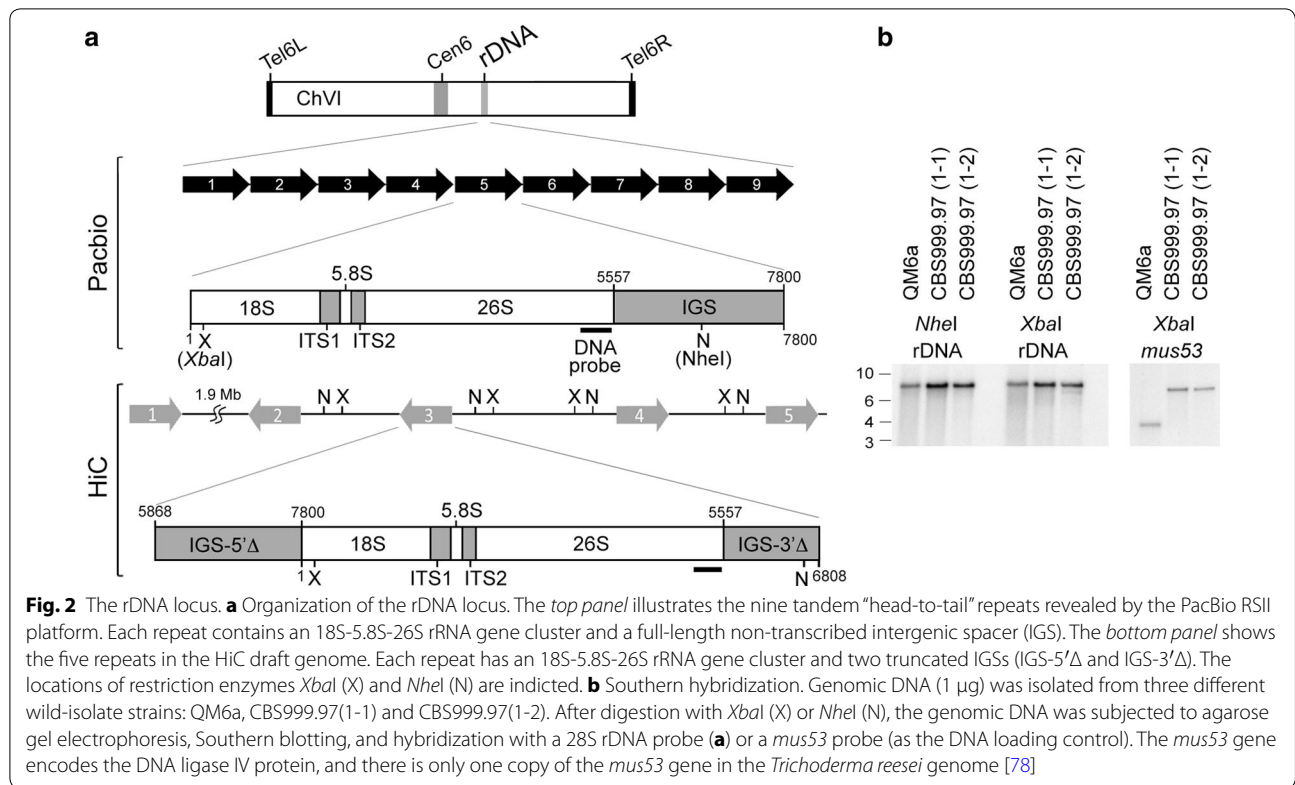 a
b
Tel6L
Cen6
rDNA
Tel6R
ChVI
Pacbio
1 2 3 4 5 6 7 8 9
5.8S
5557
7800
18S
26S
IGS
1 X
ITS1
ITS2
N
7800
(XbaI)
DNA
probe
(NheI)
HiC
1.9 Mb
N X
N X
X N
X N
1 2 3 4 5
5868
7800
5.8S
5557
IGS-5'Δ
18S
26S
IGS-3'Δ
1 X
ITS1
ITS2
N 6808
QM6a
CBS999.97 (1-1)
CBS999.97 (1-2)
QM6a
CBS999.97 (1-1)
CBS999.97 (1-2)
QM6a
CBS999.97 (1-1)
CBS999.97 (1-2)
NheI
rDNA
XbaI
rDNA
XbaI
mus53
10
6
4
3
Fig. 2 The rDNA locus. a Organization of the rDNA locus. The top panel illustrates the nine tandem “head-to-tail” repeats revealed by the PacBio RSII
platform. Each repeat contains an 18S-5.8S-26S rRNA gene cluster and a full-length non-transcribed intergenic spacer (IGS). The bottom panel shows
the five repeats in the HiC draft genome. Each repeat has an 18S-5.8S-26S rRNA gene cluster and two truncated IGSs (IGS-5′Δ and IGS-3′Δ). The
locations of restriction enzymes XbaI (X) and NheI (N) are indicted. b Southern hybridization. Genomic DNA (1 μg) was isolated from three different
wild-isolate strains: QM6a, CBS999.97(1-1) and CBS999.97(1-2). After digestion with XbaI (X) or NheI (N), the genomic DNA was subjected to agarose
gel electrophoresis, Southern blotting, and hybridization with a 28S rDNA probe (a) or a mus53 probe (as the DNA loading control). The mus53 gene
encodes the DNA ligase IV protein, and there is only one copy of the mus53 gene in the Trichoderma reesei genome [78]